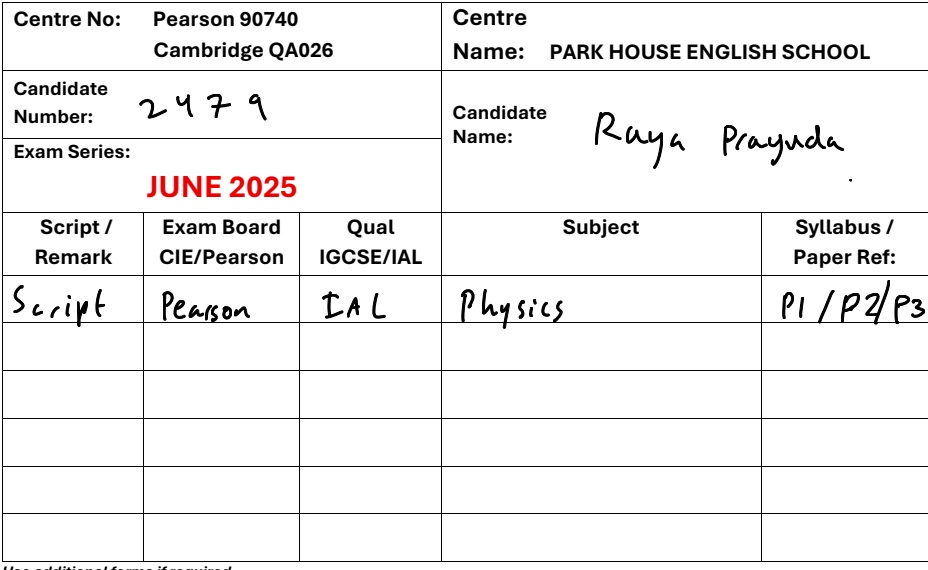 Centre No: Pearson 90740
Cambridge QA026
Centre
Name: PARK HOUSE ENGLISH SCHOOL
Candidate
Number: 2479
Candidate
Name: Raya Prayuda
Exam Series:
JUNE 2025
Script /
Remark
Exam Board
CIE/Pearson
Qual
IGCSE/IAL
Subject
Syllabus /
Paper Ref:
Script Pearson IAL Physics P1/P2/P3
Use additional forms if required